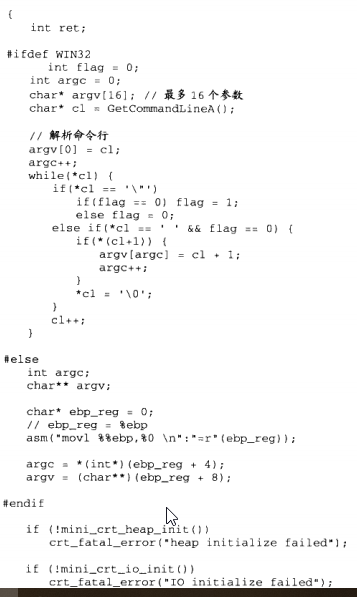 {
    int ret;

#ifdef WIN32
      int flag = 0;
    int argc = 0;
    char* argv[16]; // 最多 16 个参数
    char* cl = GetCommandLineA();

    // 解析命令行
    argv[0] = cl;
    argc++;
    while(*cl) {
        if(*cl == '\"')
            if(flag == 0) flag = 1;
            else flag = 0;
        else if(*cl == ' ' && flag == 0) {
            if(*(cl+1)) {
                argv[argc] = cl + 1;
                argc++;
            }
            *cl = '\0';
        }
        cl++;
    }

#else
    int argc;
    char** argv;

    char* ebp_reg = 0;
    // ebp_reg = %ebp
    asm("movl %%ebp,%0 \n":"=r"(ebp_reg));

    argc = *(int*)(ebp_reg + 4);
    argv = (char**)(ebp_reg + 8);

#endif

    if (!mini_crt_heap_init())
        crt_fatal_error("heap initialize failed");

    if (!mini_crt_io_init())
        crt_fatal_error("IO initialize failed");